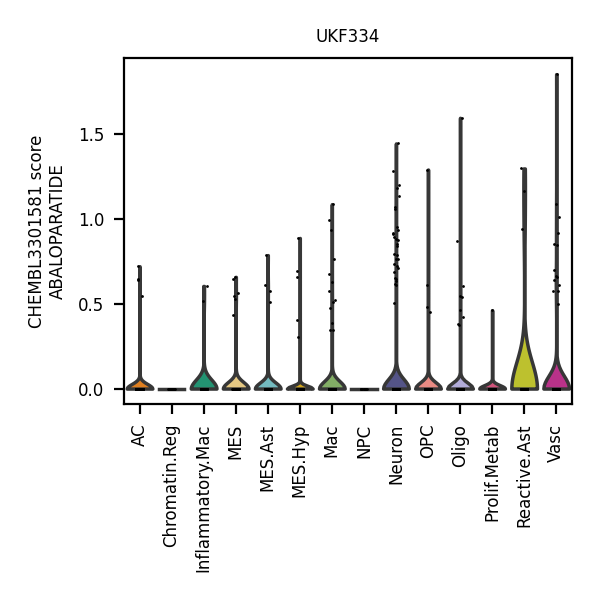 UKF334
CHEMBL3301581 score
ABALOPARATIDE
1.5
1.0
0.5
0.0
AC
Chromatin.Reg
Inflammatory.Mac
MES
MES.Ast
MES.Hyp
Mac
NPC
Neuron
OPC
Oligo
Prolif.Metab
Reactive.Ast
Vasc